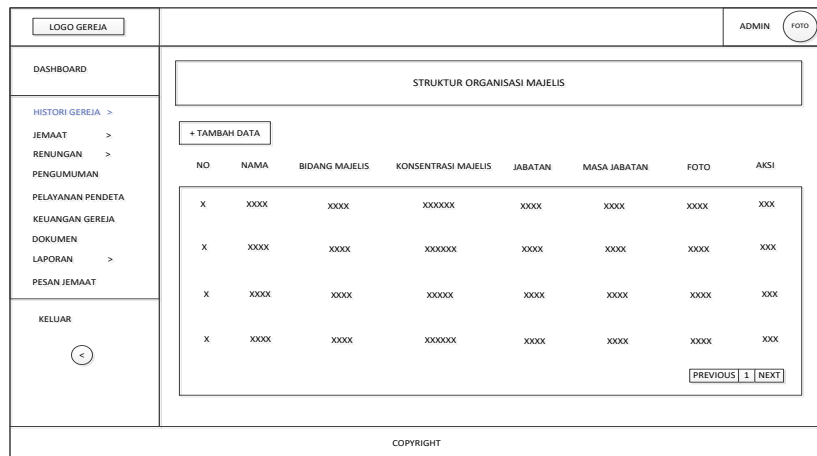 LOGO GEREJA
ADMIN
FOTO
DASHBOARD
HISTORI GEREJA >
JEMAAT >
RENUNGAN >
PENGUMUMAN
PELAYANAN PENDETA
KEUANGAN GEREJA
DOKUMEN
LAPORAN >
PESAN JEMAAT
KELUAR
<
STRUKTUR ORGANISASI MAJELIS
+ TAMBAH DATA
NO NAMA BIDANG MAJELIS KONSENTRASI MAJELIS JABATAN MASA JABATAN FOTO AKSI
X XXXX XXXX XXXXXX XXXX XXXX XXXX XXX
X XXXX XXXX XXXXXX XXXX XXXX XXXX XXX
X XXXX XXXX XXXXX XXXX XXXX XXXX XXX
X XXXX XXXX XXXXXX XXXX XXXX XXXX XXX
PREVIOUS 1 NEXT
COPYRIGHT